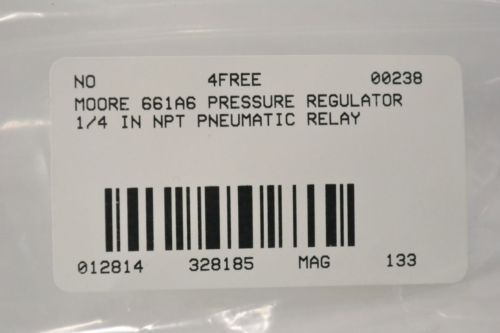 NO 4FREE 00238
MOORE 661A6 PRESSURE REGULATOR
1/4 IN NPT PNEUMATIC RELAY
012814 328185 MAG 133